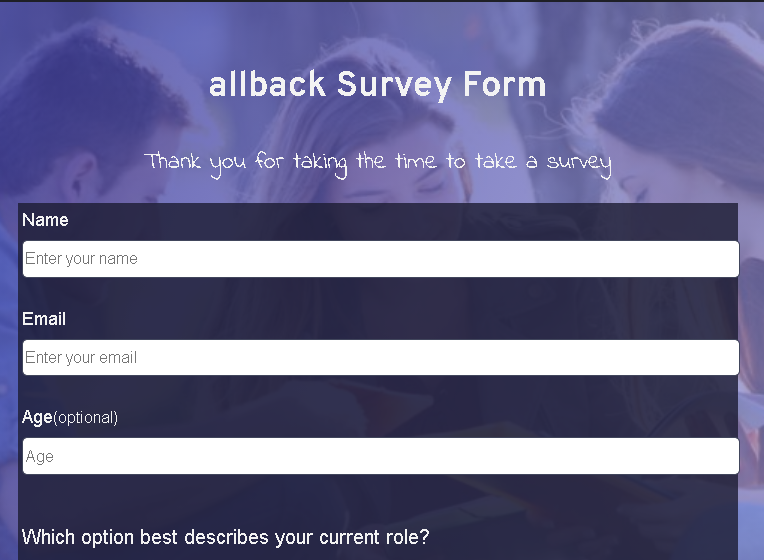 allback Survey Form
Thank you for taking the time to take a survey
Name
Enter your name
Email
Enter your email
Age(optional)
Age
Which option best describes your current role?